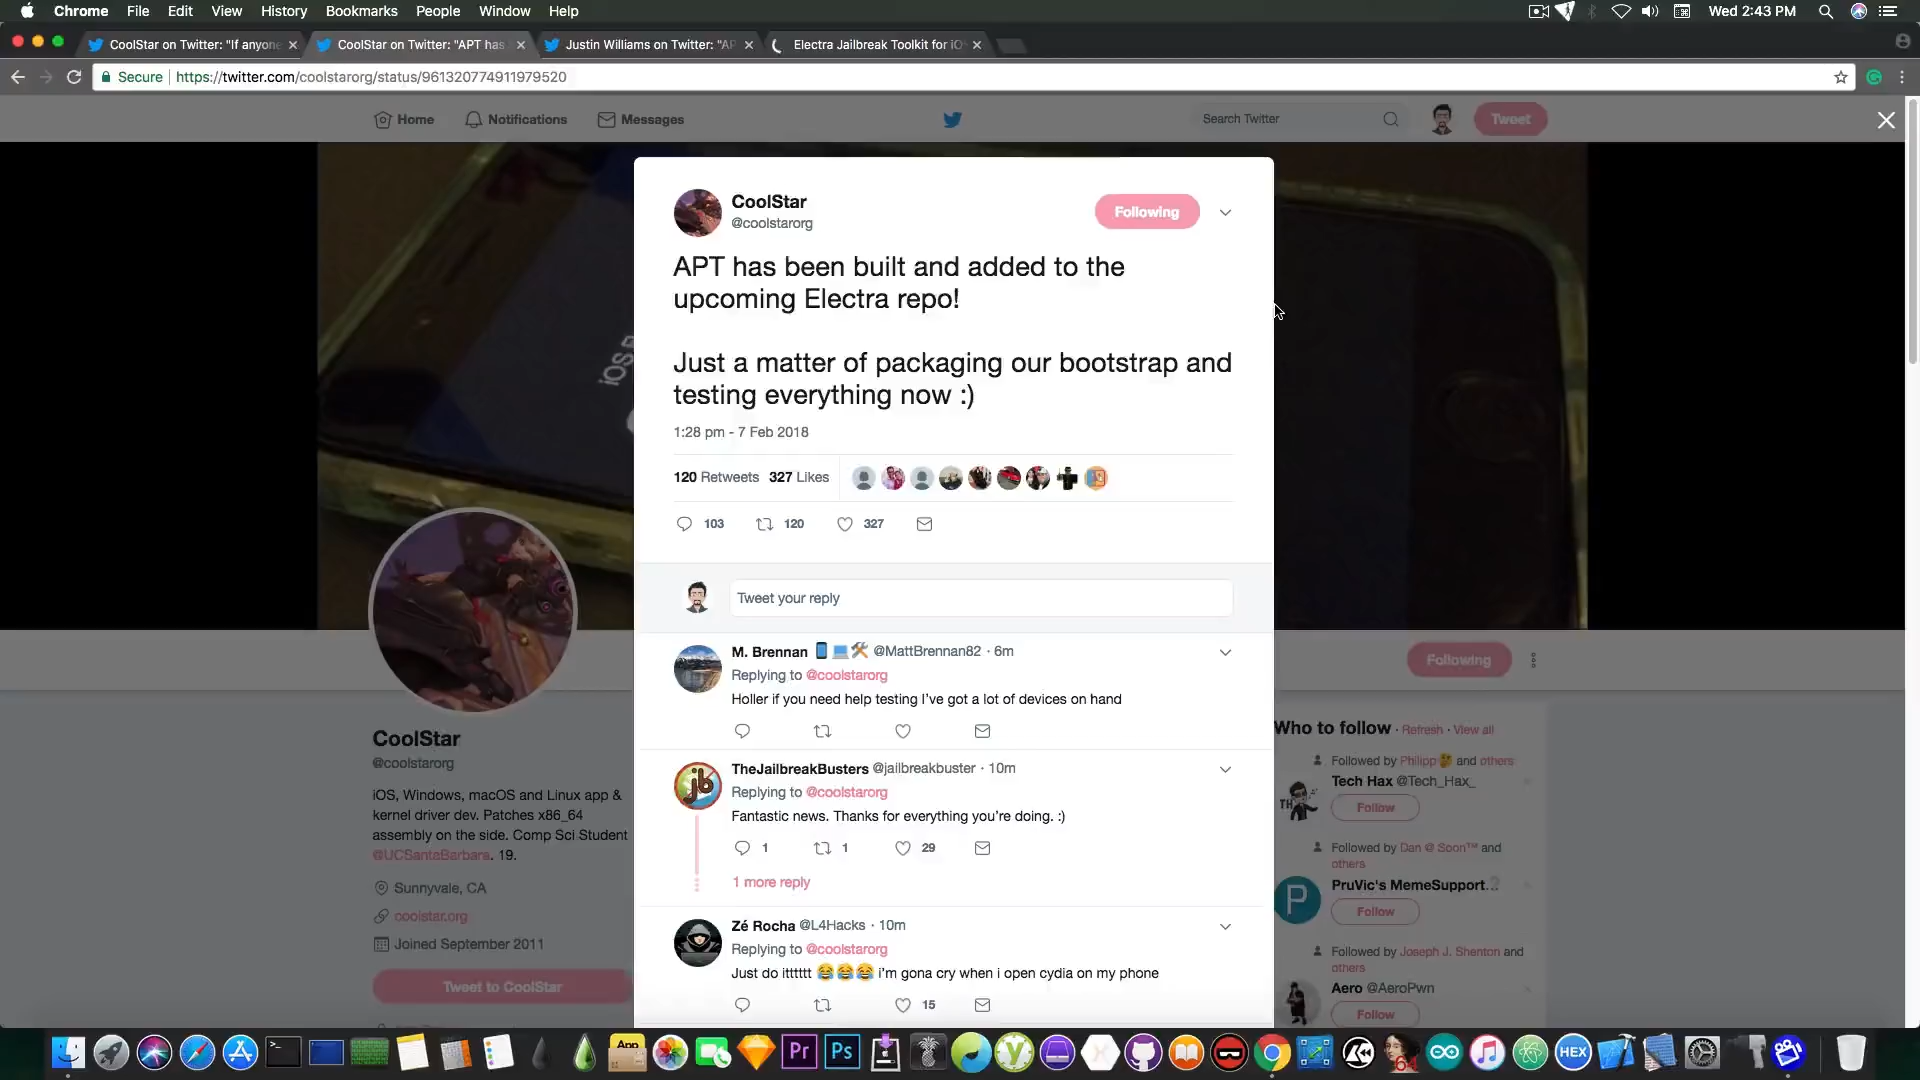 Chrome File Edit View History Bookmarks People Window Help
Wed 2:43 PM
CoolStar on Twitter: "If anyone
CoolStar on Twitter: "APT has
Justin Williams on Twitter: "AP
Electra Jailbreak Toolkit for iO
Secure https://twitter.com/coolstarorg/status/961320774911979520
Home Notifications Messages
Search Twitter
Tweet
CoolStar
@coolstarorg
Following
APT has been built and added to the
upcoming Electra repo!
Just a matter of packaging our bootstrap and
testing everything now :)
1:28 pm - 7 Feb 2018
120 Retweets 327 Likes
103 120 327
Tweet your reply
M. Brennan 📱💻🛠 @MattBrennan82 · 6m
Replying to @coolstarorg
Holler if you need help testing I've got a lot of devices on hand
TheJailbreakBusters @jailbreakbuster · 10m
Replying to @coolstarorg
Fantastic news. Thanks for everything you're doing. :)
1 1 29
1 more reply
Zé Rocha @L4Hacks · 10m
Replying to @coolstarorg
Just do itttttt 😂😂😂 i'm gona cry when i open cydia on my phone
15
CoolStar
@coolstarorg
iOS, Windows, macOS and Linux app &
kernel driver dev. Patches x86_64
assembly on the side. Comp Sci Student
@UCSantaBarbara. 19.
Sunnyvale, CA
coolstar.org
Joined September 2011
Tweet to CoolStar
Following
Who to follow · Refresh · View all
Followed by Philipp🤔 and others
Tech Hax @Tech_Hax_
Follow
Followed by Dan @ Soon™ and
others
PruVic's MemeSupport...
Follow
Followed by Joseph J. Shenton and
others
Aero @AeroPwn
Follow
App
Pr
Ps
HEX
64